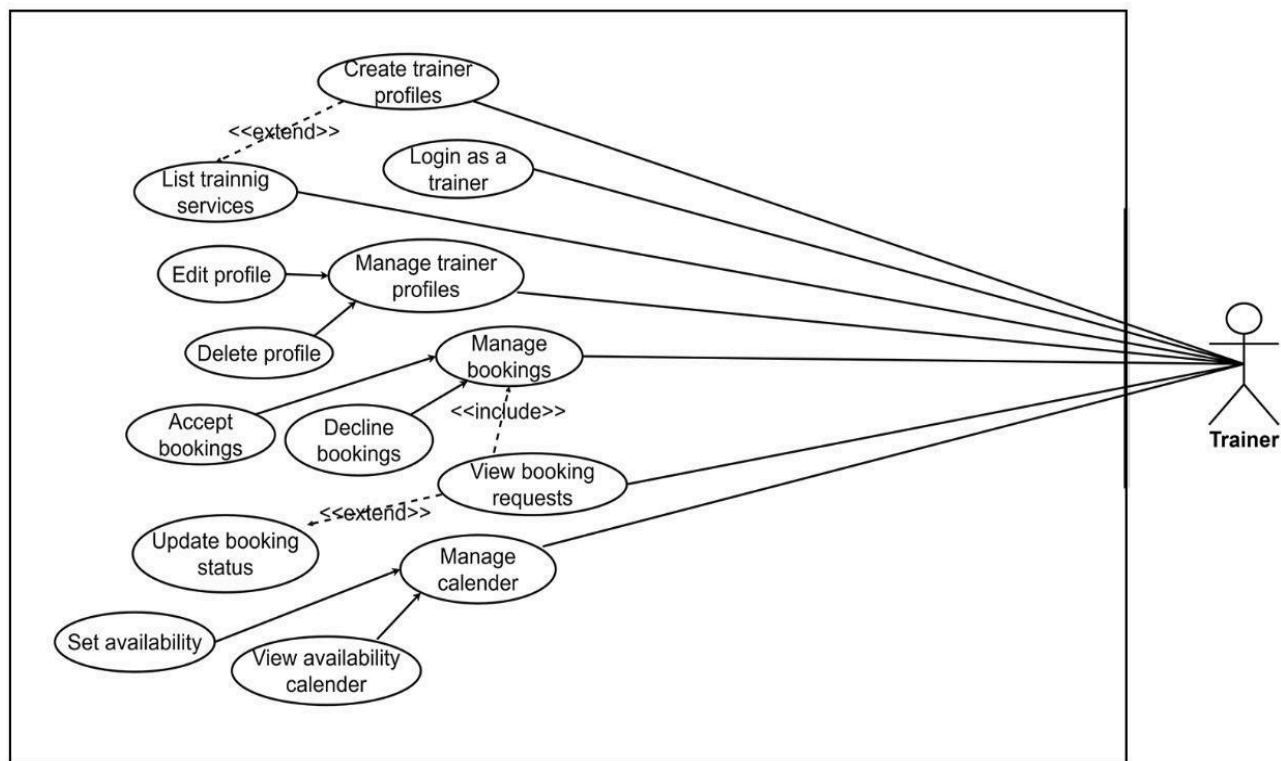 Create trainer
profiles
<<extend>>
Login as a
trainer
List trainnig
services
Edit profile
Manage trainer
profiles
Delete profile
Manage
bookings
<<include>>
Accept
bookings
Decline
bookings
Trainer
View booking
requests
<<extend>>
Update booking
status
Manage
calender
Set availability
View availability
calender